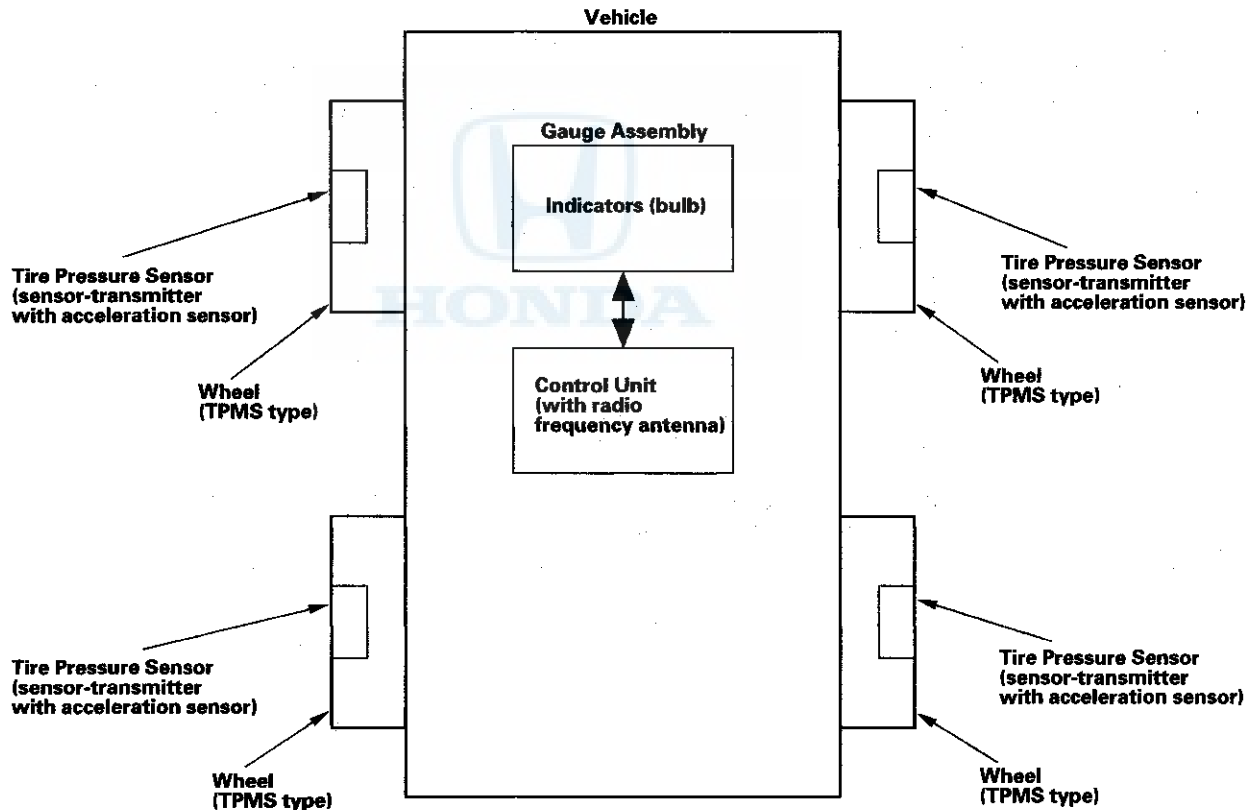 Vehicle
Gauge Assembly
Indicators (bulb)
HONDA
Control Unit
(with radio
frequency antenna)
Tire Pressure Sensor
(sensor-transmitter
with acceleration sensor)
Wheel
(TPMS type)
Tire Pressure Sensor
(sensor-transmitter
with acceleration sensor)
Wheel
(TPMS type)
Tire Pressure Sensor
(sensor-transmitter
with acceleration sensor)
Wheel
(TPMS type)
Tire Pressure Sensor
(sensor-transmitter
with acceleration sensor)
Wheel
(TPMS type)